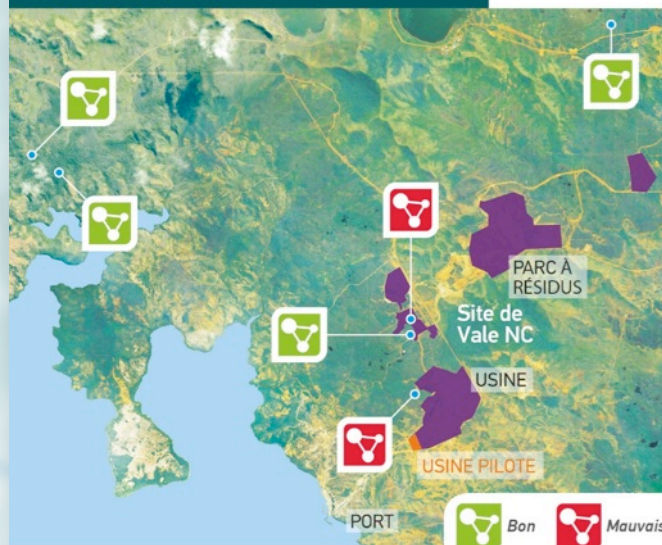 PARC À
RÉSIDUS
Site de
Vale NC
USINE
USINE PILOTE
PORT
Bon
Mauvais